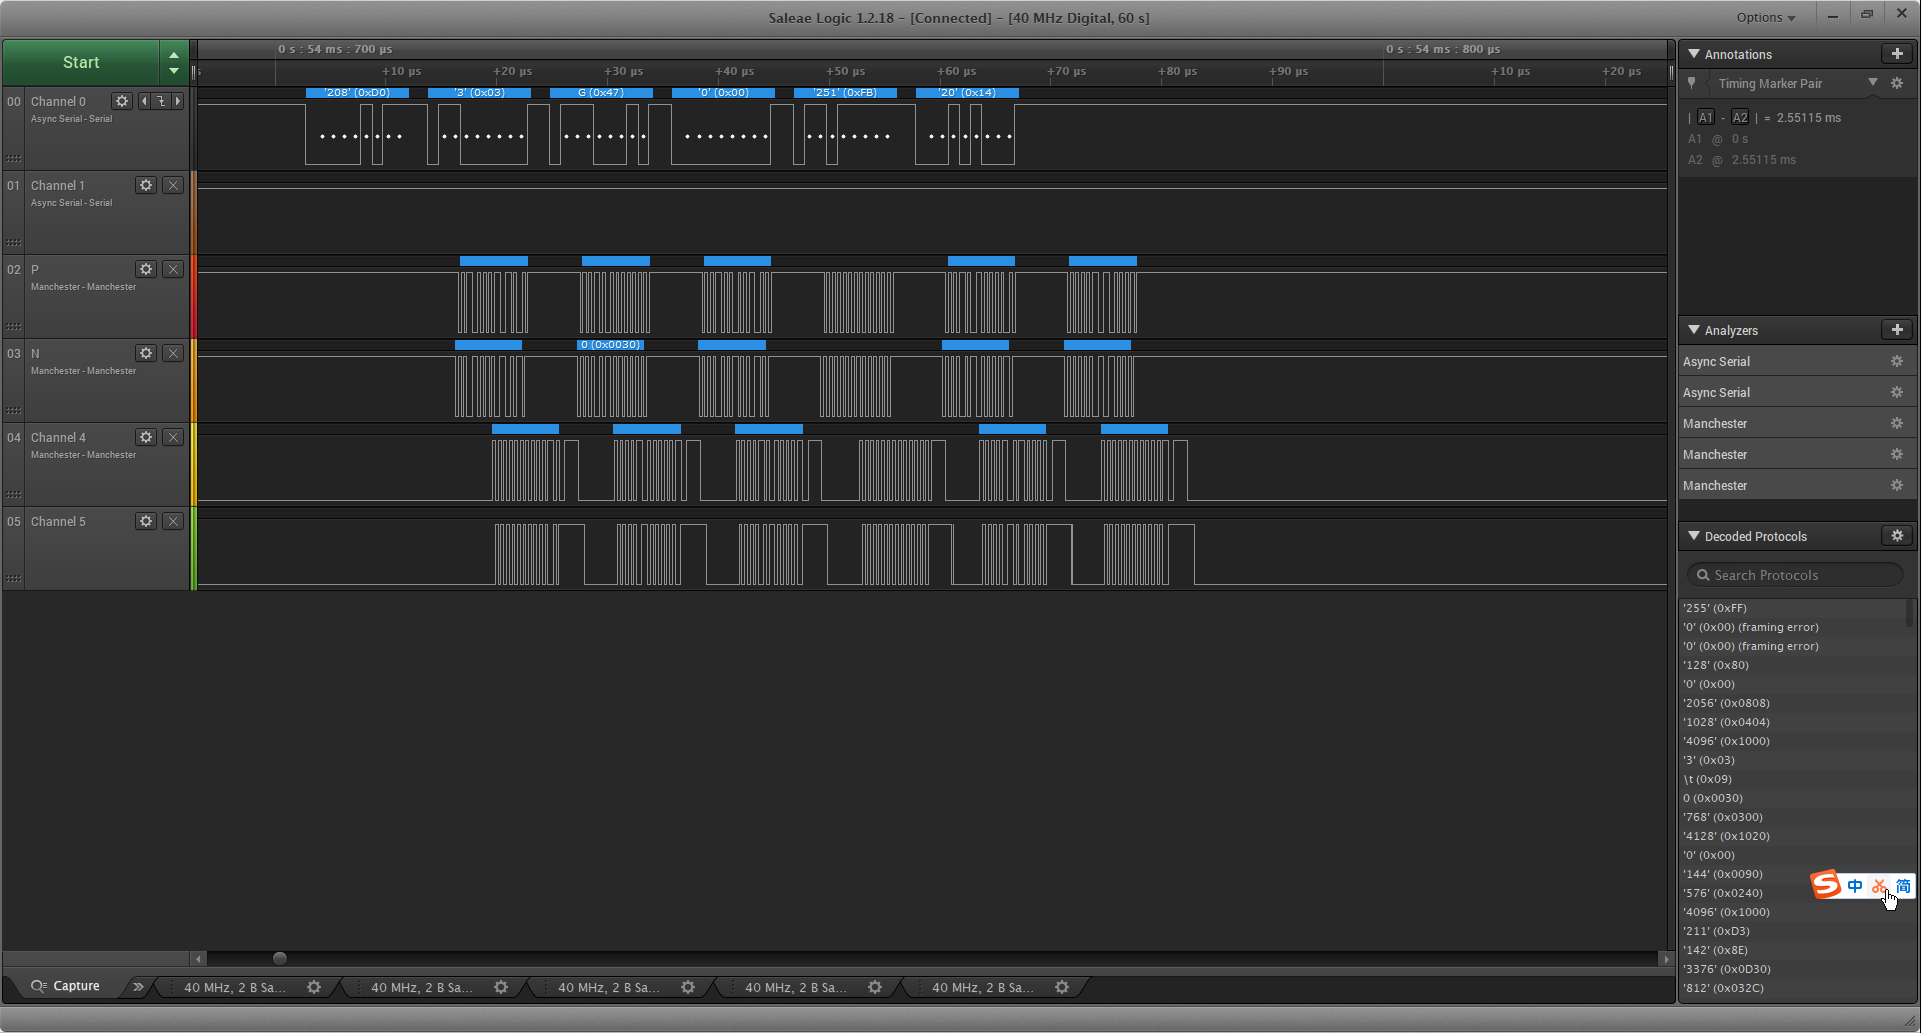 Saleae Logic 1.2.18 - [Connected] - [40 MHz Digital, 60 s]
Options
Start
0 s : 54 ms : 700 µs
0 s : 54 ms : 800 µs
s
+10 µs
+20 µs
+30 µs
+40 µs
+50 µs
+60 µs
+70 µs
+80 µs
+90 µs
+10 µs
+20 µs
00 Channel 0
Async Serial - Serial
'208' (0xD0)
'3' (0x03)
G (0x47)
'0' (0x00)
'251' (0xFB)
'20' (0x14)
01 Channel 1
Async Serial - Serial
02 P
Manchester - Manchester
03 N
Manchester - Manchester
0 (0x0030)
04 Channel 4
Manchester - Manchester
05 Channel 5
Capture
40 MHz, 2 B Sa...
40 MHz, 2 B Sa...
40 MHz, 2 B Sa...
40 MHz, 2 B Sa...
40 MHz, 2 B Sa...
Annotations
Timing Marker Pair
| A1 - A2 | = 2.55115 ms
A1 @ 0 s
A2 @ 2.55115 ms
Analyzers
Async Serial
Async Serial
Manchester
Manchester
Manchester
Decoded Protocols
Search Protocols
'255' (0xFF)
'0' (0x00) (framing error)
'0' (0x00) (framing error)
'128' (0x80)
'0' (0x00)
'2056' (0x0808)
'1028' (0x0404)
'4096' (0x1000)
'3' (0x03)
\t (0x09)
0 (0x0030)
'768' (0x0300)
'4128' (0x1020)
'0' (0x00)
'144' (0x0090)
S 中 简
'576' (0x0240)
'4096' (0x1000)
'211' (0xD3)
'142' (0x8E)
'3376' (0x0D30)
'812' (0x032C)